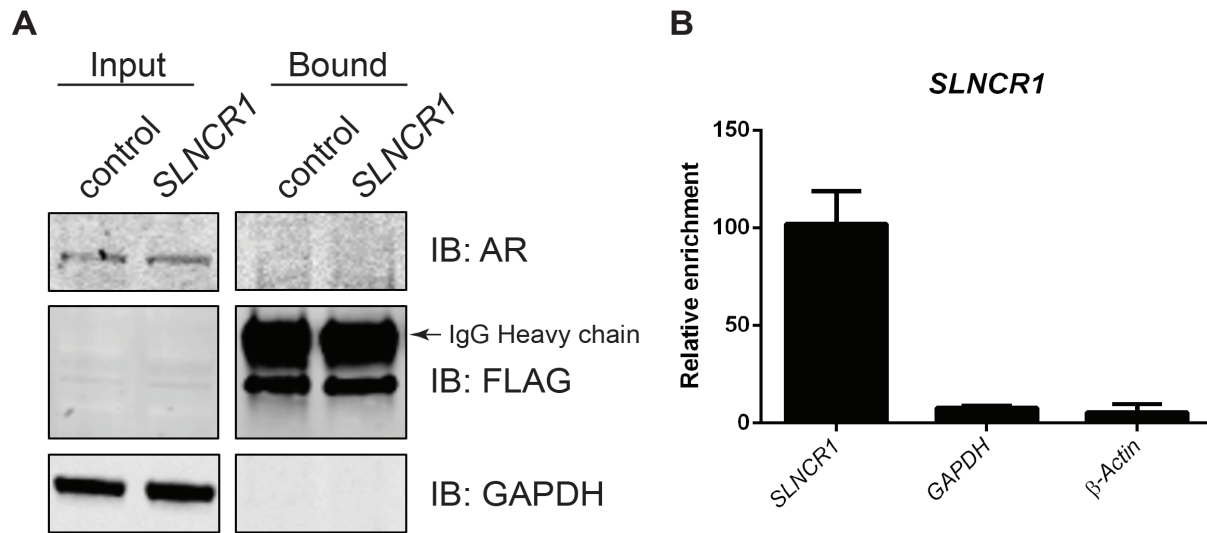 A
Input Bound
control SLNCR1 control SLNCR1
IB: AR
IgG Heavy chain
IB: FLAG
IB: GAPDH
B
SLNCR1
Relative enrichment
150
100
50
0
SLNCR1 GAPDH β-Actin